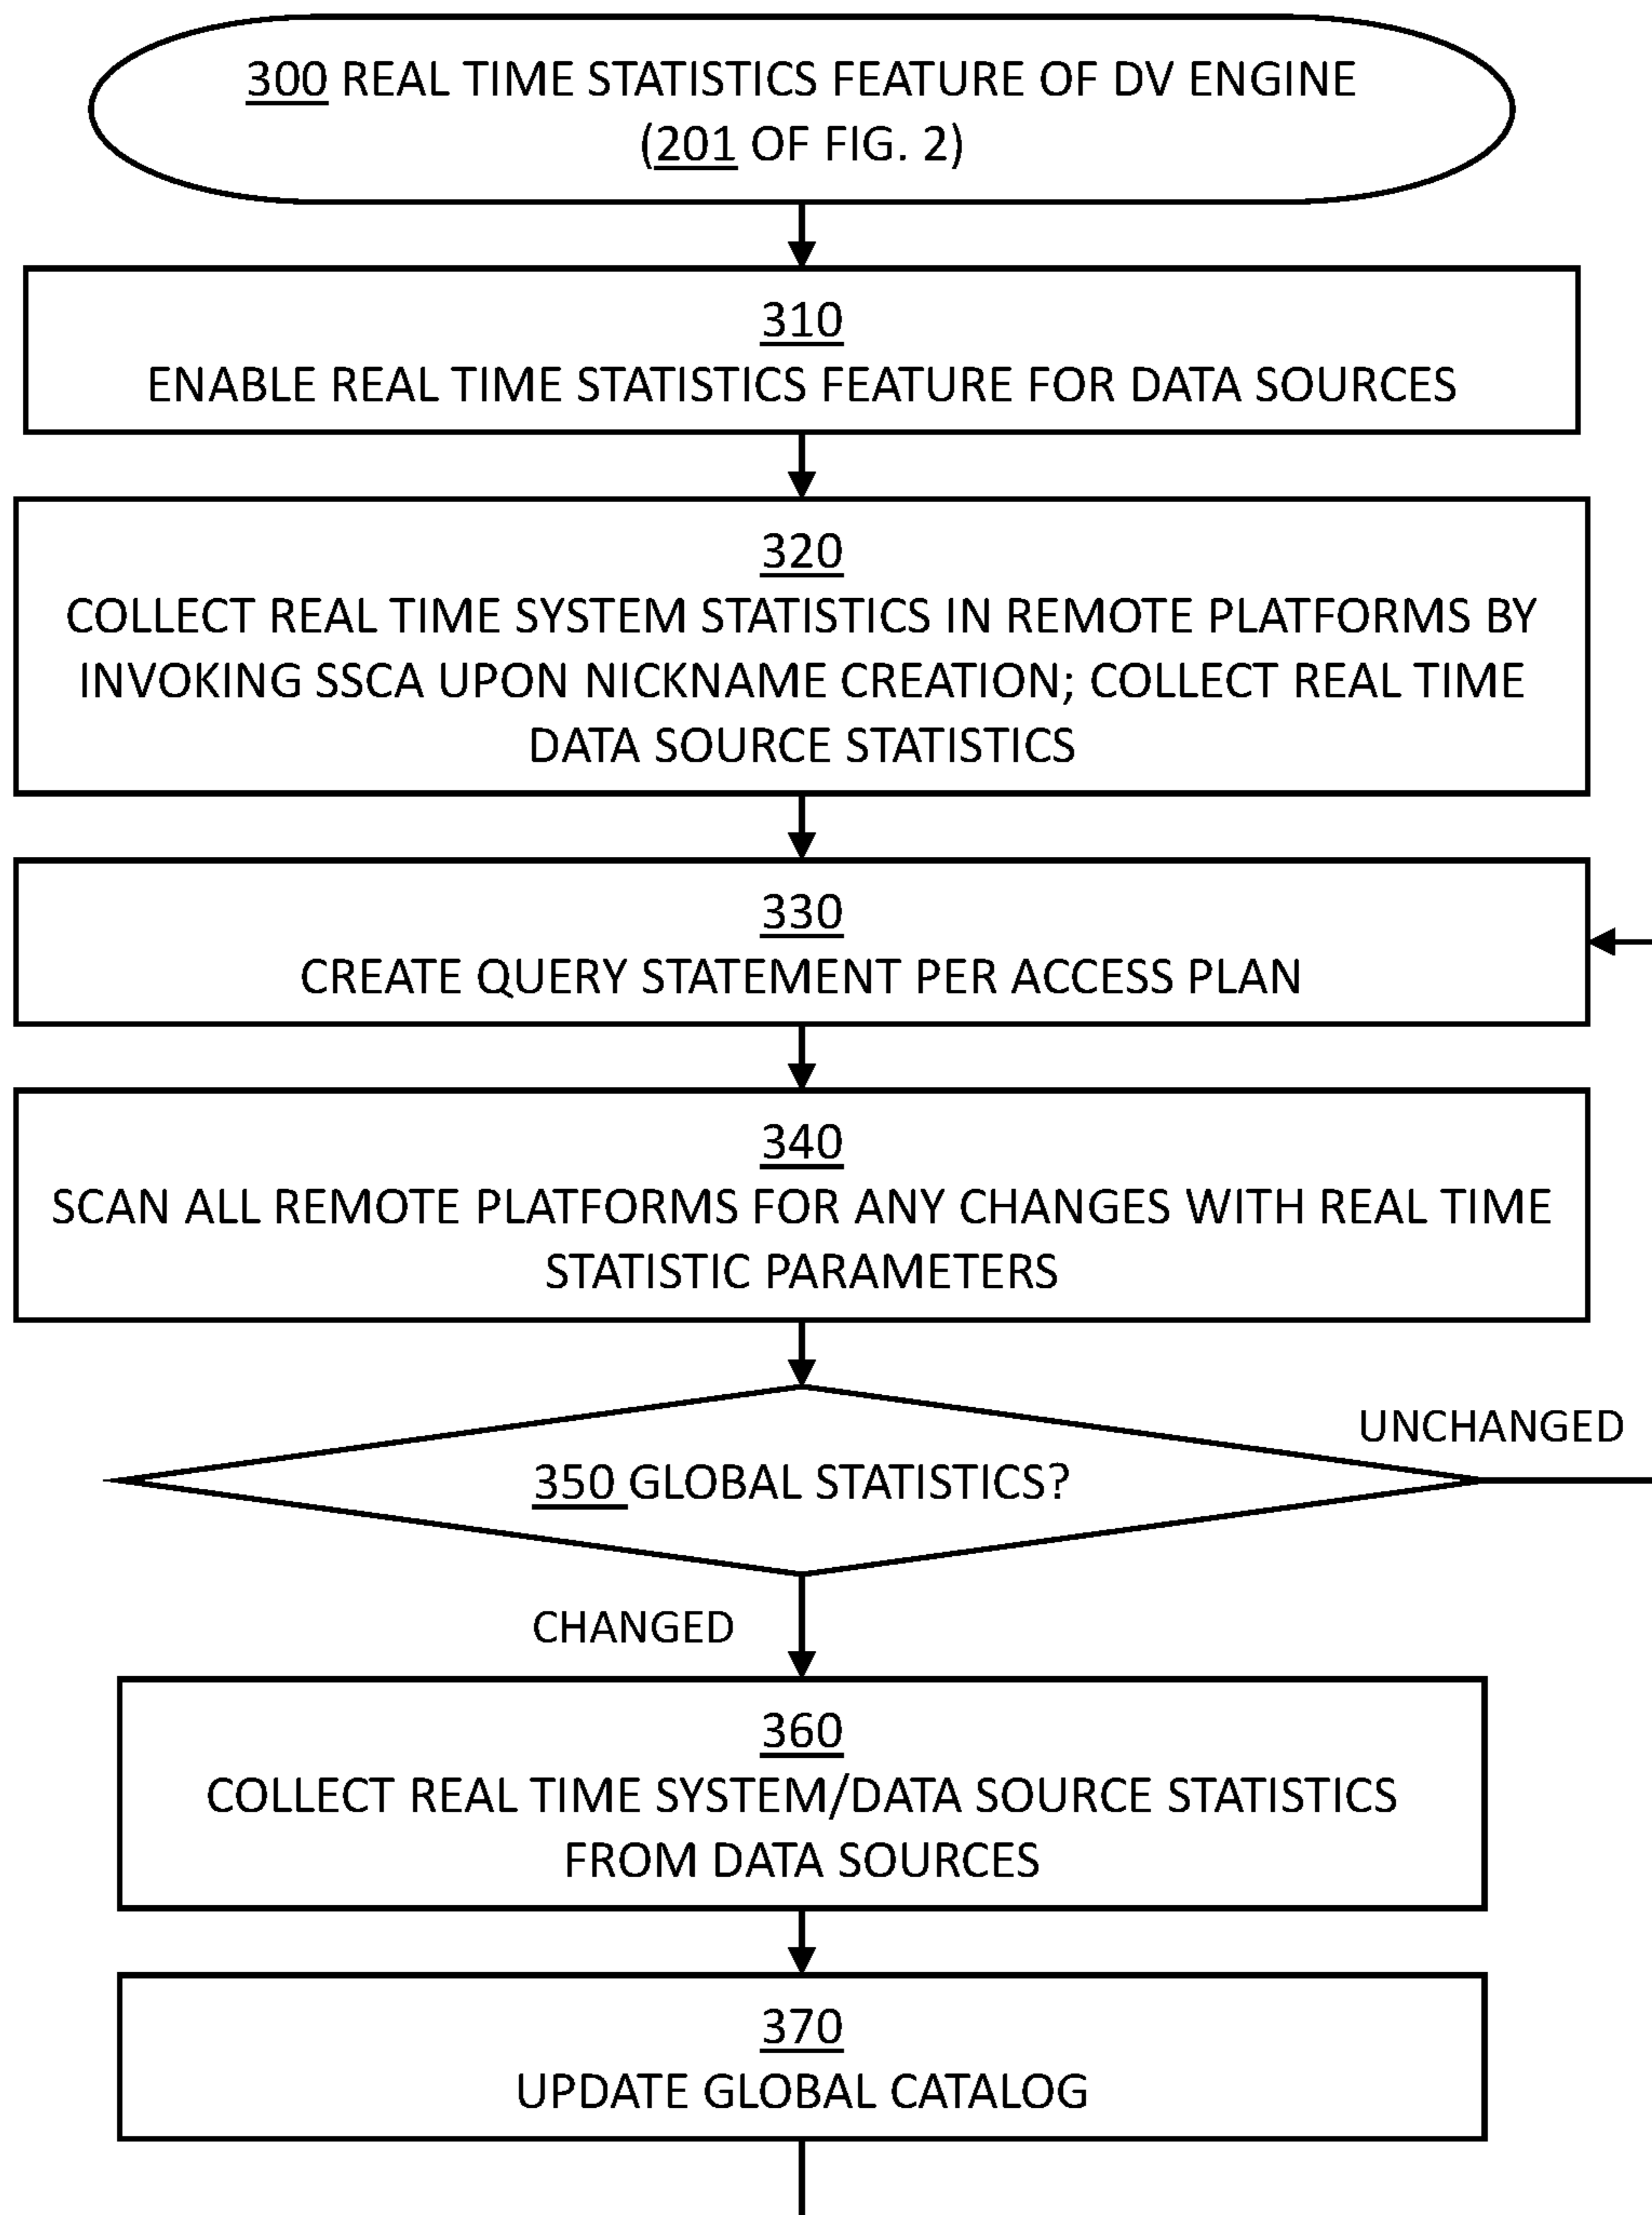 300 REAL TIME STATISTICS FEATURE OF DV ENGINE
(201 OF FIG. 2)
310
ENABLE REAL TIME STATISTICS FEATURE FOR DATA SOURCES
320
COLLECT REAL TIME SYSTEM STATISTICS IN REMOTE PLATFORMS BY
INVOKING SSCA UPON NICKNAME CREATION; COLLECT REAL TIME
DATA SOURCE STATISTICS
330
CREATE QUERY STATEMENT PER ACCESS PLAN
340
SCAN ALL REMOTE PLATFORMS FOR ANY CHANGES WITH REAL TIME
STATISTIC PARAMETERS
UNCHANGED
350 GLOBAL STATISTICS?
CHANGED
360
COLLECT REAL TIME SYSTEM/DATA SOURCE STATISTICS
FROM DATA SOURCES
370
UPDATE GLOBAL CATALOG